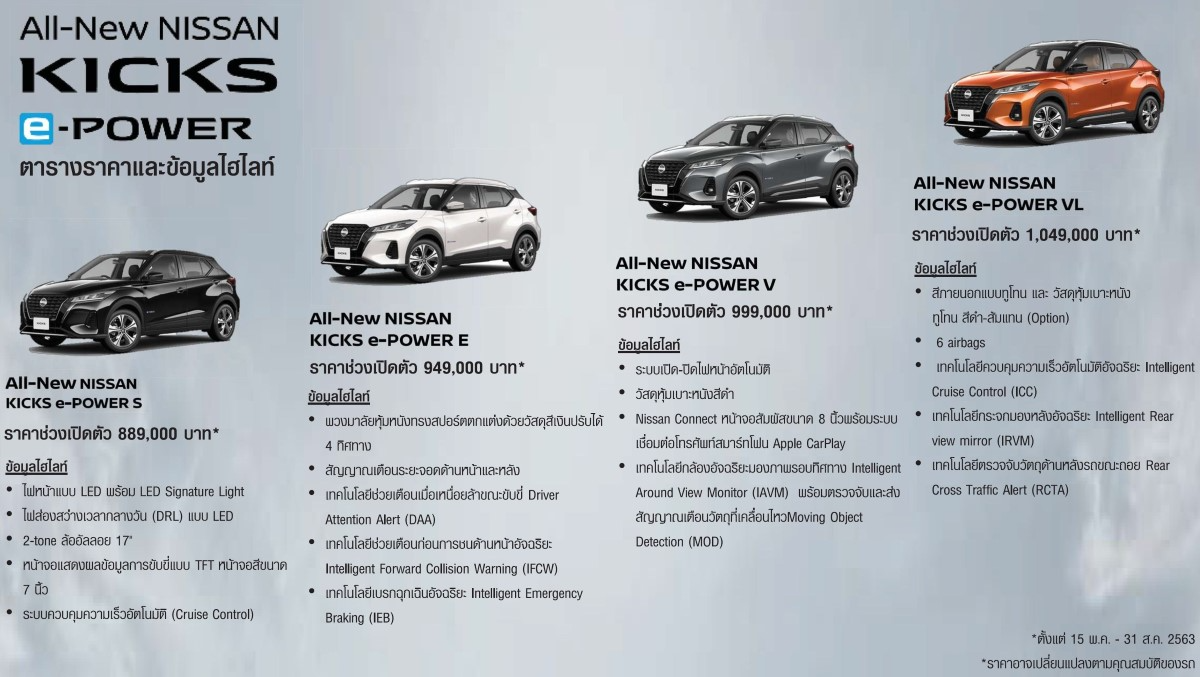 All-New NISSAN
KICKS
e-POWER
ตารางราคาและข้อมูลไฮไลท์
All-New NISSAN
KICKS e-POWER S
ราคาช่วงเปิดตัว 889,000 บาท*
ข้อมูลไฮไลท์
• ไฟหน้าแบบ LED พร้อม LED Signature Light
• ไฟส่องสว่างเวลากลางวัน (DRL) แบบ LED
• 2-tone ล้ออัลลอย 17"
• หน้าจอแสดงผลข้อมูลการขับขี่แบบ TFT หน้าจอสีขนาด
7 นิ้ว
• ระบบควบคุมความเร็วอัตโนมัติ (Cruise Control)
All-New NISSAN
KICKS e-POWER E
ราคาช่วงเปิดตัว 949,000 บาท*
ข้อมูลไฮไลท์
• พวงมาลัยหุ้มหนังทรงสปอร์ตตกแต่งด้วยวัสดุสีเงินปรับได้
4 ทิศทาง
• สัญญาณเตือนระยะจอดด้านหน้าและหลัง
• เทคโนโลยีช่วยเตือนเมื่อเหนื่อยล้าขณะขับขี่ Driver
Attention Alert (DAA)
• เทคโนโลยีช่วยเตือนก่อนการชนด้านหน้าอัจฉริยะ
Intelligent Forward Collision Warning (IFCW)
• เทคโนโลยีเบรกฉุกเฉินอัจฉริยะ Intelligent Emergency
Braking (IEB)
All-New NISSAN
KICKS e-POWER V
ราคาช่วงเปิดตัว 999,000 บาท*
ข้อมูลไฮไลท์
• ระบบเปิด-ปิดไฟหน้าอัตโนมัติ
• วัสดุหุ้มเบาะหนังสีดำ
• Nissan Connect หน้าจอสัมผัสขนาด 8 นิ้วพร้อมระบบ
เชื่อมต่อโทรศัพท์สมาร์ทโฟน Apple CarPlay
• เทคโนโลยีกล้องอัจฉริยะมองภาพรอบทิศทาง Intelligent
Around View Monitor (IAVM) พร้อมตรวจจับและส่ง
สัญญาณเตือนวัตถุที่เคลื่อนไหวMoving Object
Detection (MOD)
All-New NISSAN
KICKS e-POWER VL
ราคาช่วงเปิดตัว 1,049,000 บาท*
ข้อมูลไฮไลท์
• สีภายนอกแบบทูโทน และ วัสดุหุ้มเบาะหนัง
ทูโทน สีดำ-ส้มแทน (Option)
• 6 airbags
• เทคโนโลยีควบคุมความเร็วอัตโนมัติอัจฉริยะ Intelligent
Cruise Control (ICC)
• เทคโนโลยีกระจกมองหลังอัจฉริยะ Intelligent Rear
view mirror (IRVM)
• เทคโนโลยีตรวจจับวัตถุด้านหลังรถขณะถอย Rear
Cross Traffic Alert (RCTA)
*ตั้งแต่ 15 พ.ค. - 31 ส.ค. 2563
*ราคาอาจเปลี่ยนแปลงตามคุณสมบัติของรถ